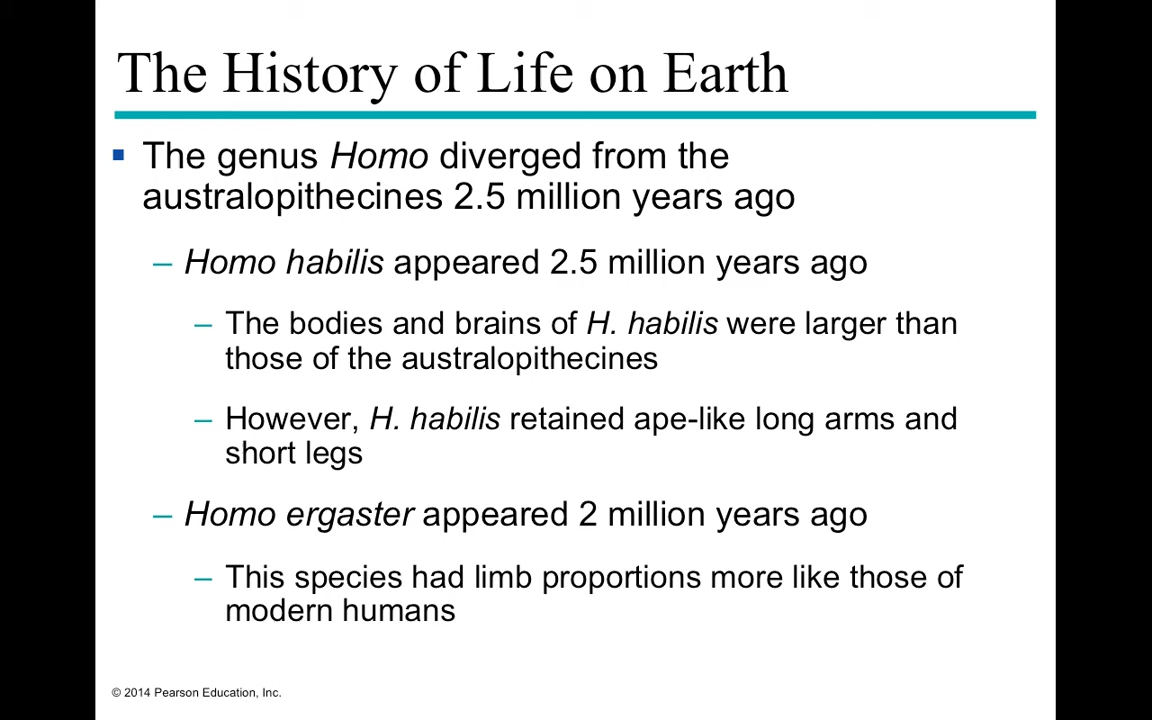 The History of Life on Earth
▪ The genus Homo diverged from the
australopithecines 2.5 million years ago
– Homo habilis appeared 2.5 million years ago
– The bodies and brains of H. habilis were larger than
those of the australopithecines
– However, H. habilis retained ape-like long arms and
short legs
– Homo ergaster appeared 2 million years ago
– This species had limb proportions more like those of
modern humans
© 2014 Pearson Education, Inc.